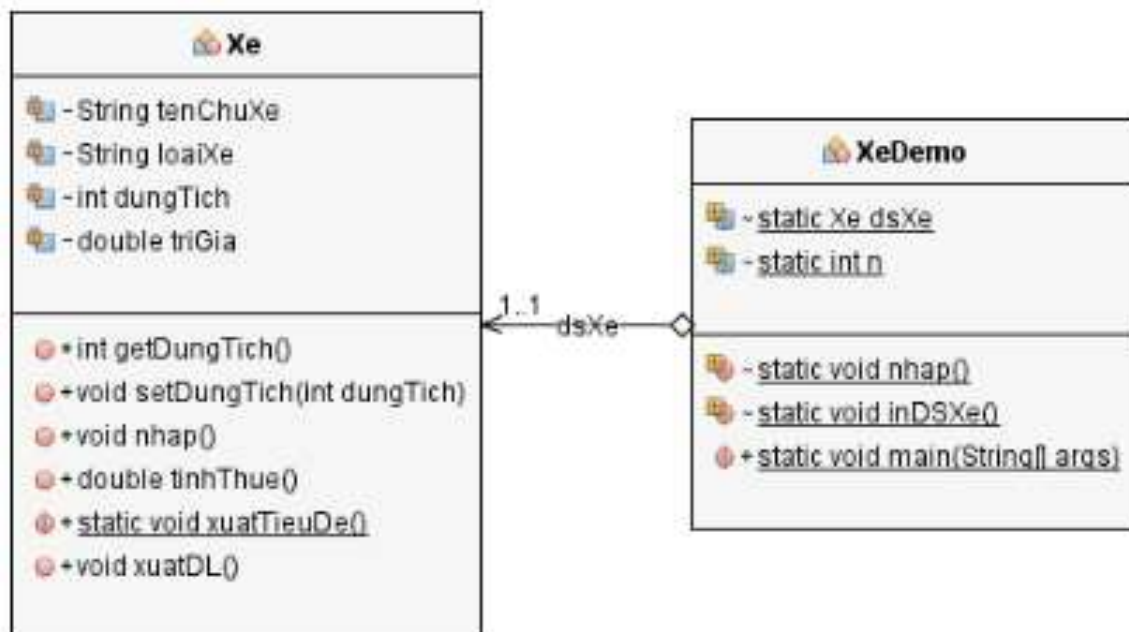 Xe
-String tenChuXe
-String loaiXe
-int dungTich
-double triGia
+int getDungTich()
+void setDungTich(int dungTich)
+void nhap()
+double tinhThue()
+static void xuatTieuDe()
+void xuatDL()
1..1
dsXe
XeDemo
~static Xe dsXe
~static int n
~static void nhap()
~static void inDSXe()
+static void main(String[] args)